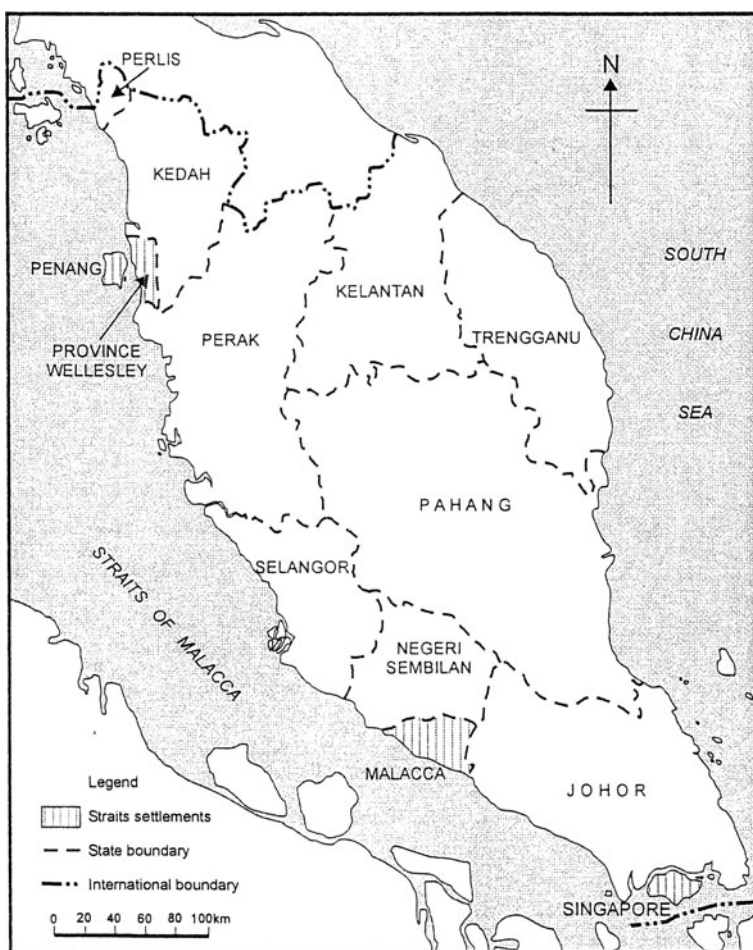 PERLIS
N
KEDAH
PENANG
PROVINCE
WELLESLEY
PERAK
KELANTAN
TRENGGANU
SOUTH
CHINA
SEA
PAHANG
SELANGOR
STRAITS OF MALACCA
NEGERI
SEMBILAN
MALACCA
JOHOR
SINGAPORE
Legend
Straits settlements
State boundary
International boundary
0 20 40 60 80 100km